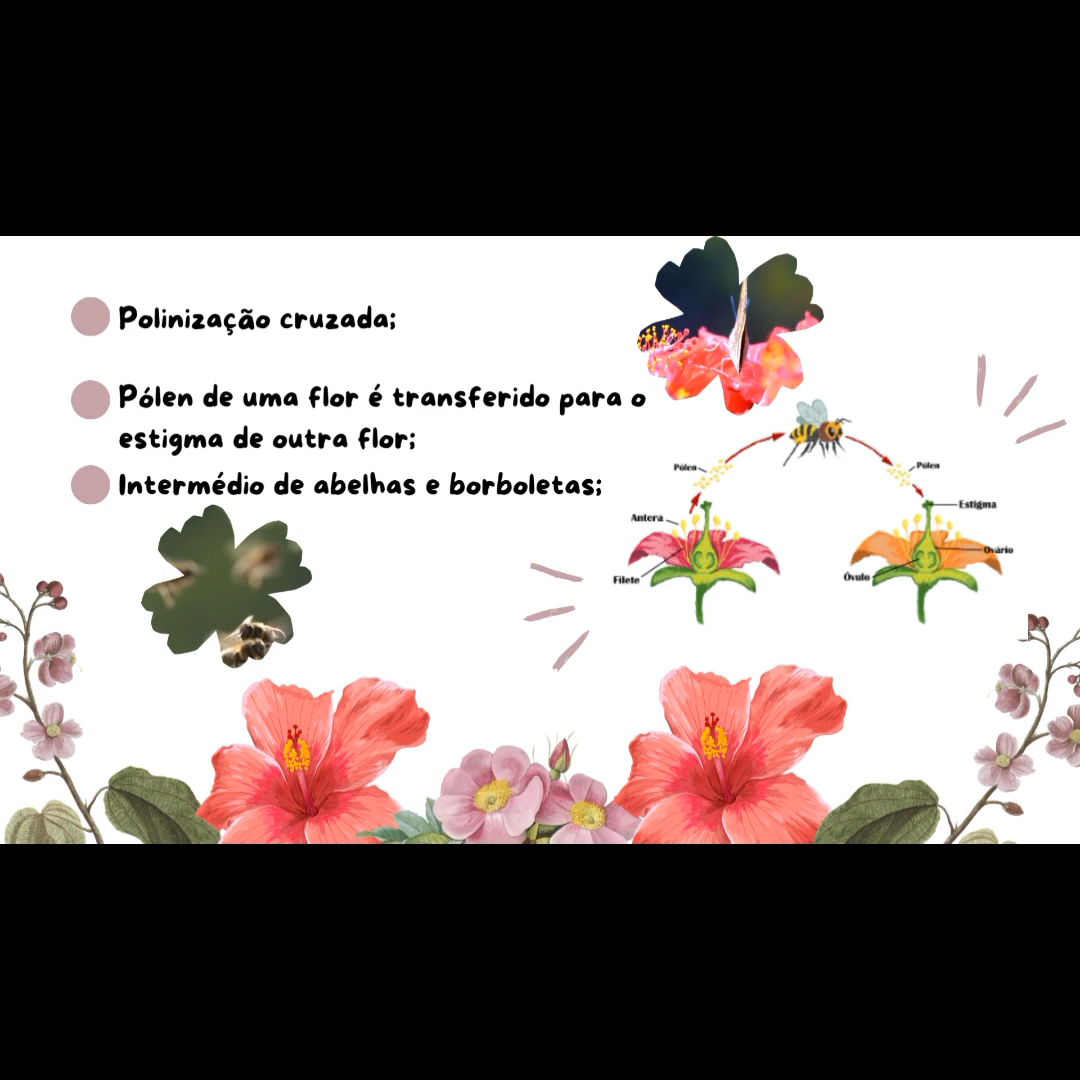 Polinização cruzada;
Pólen de uma flor é transferido para o
estigma de outra flor;
Intermédio de abelhas e borboletas;
Pólen
Pólen
Antera
Estigma
Ovário
Filete
Óvulo